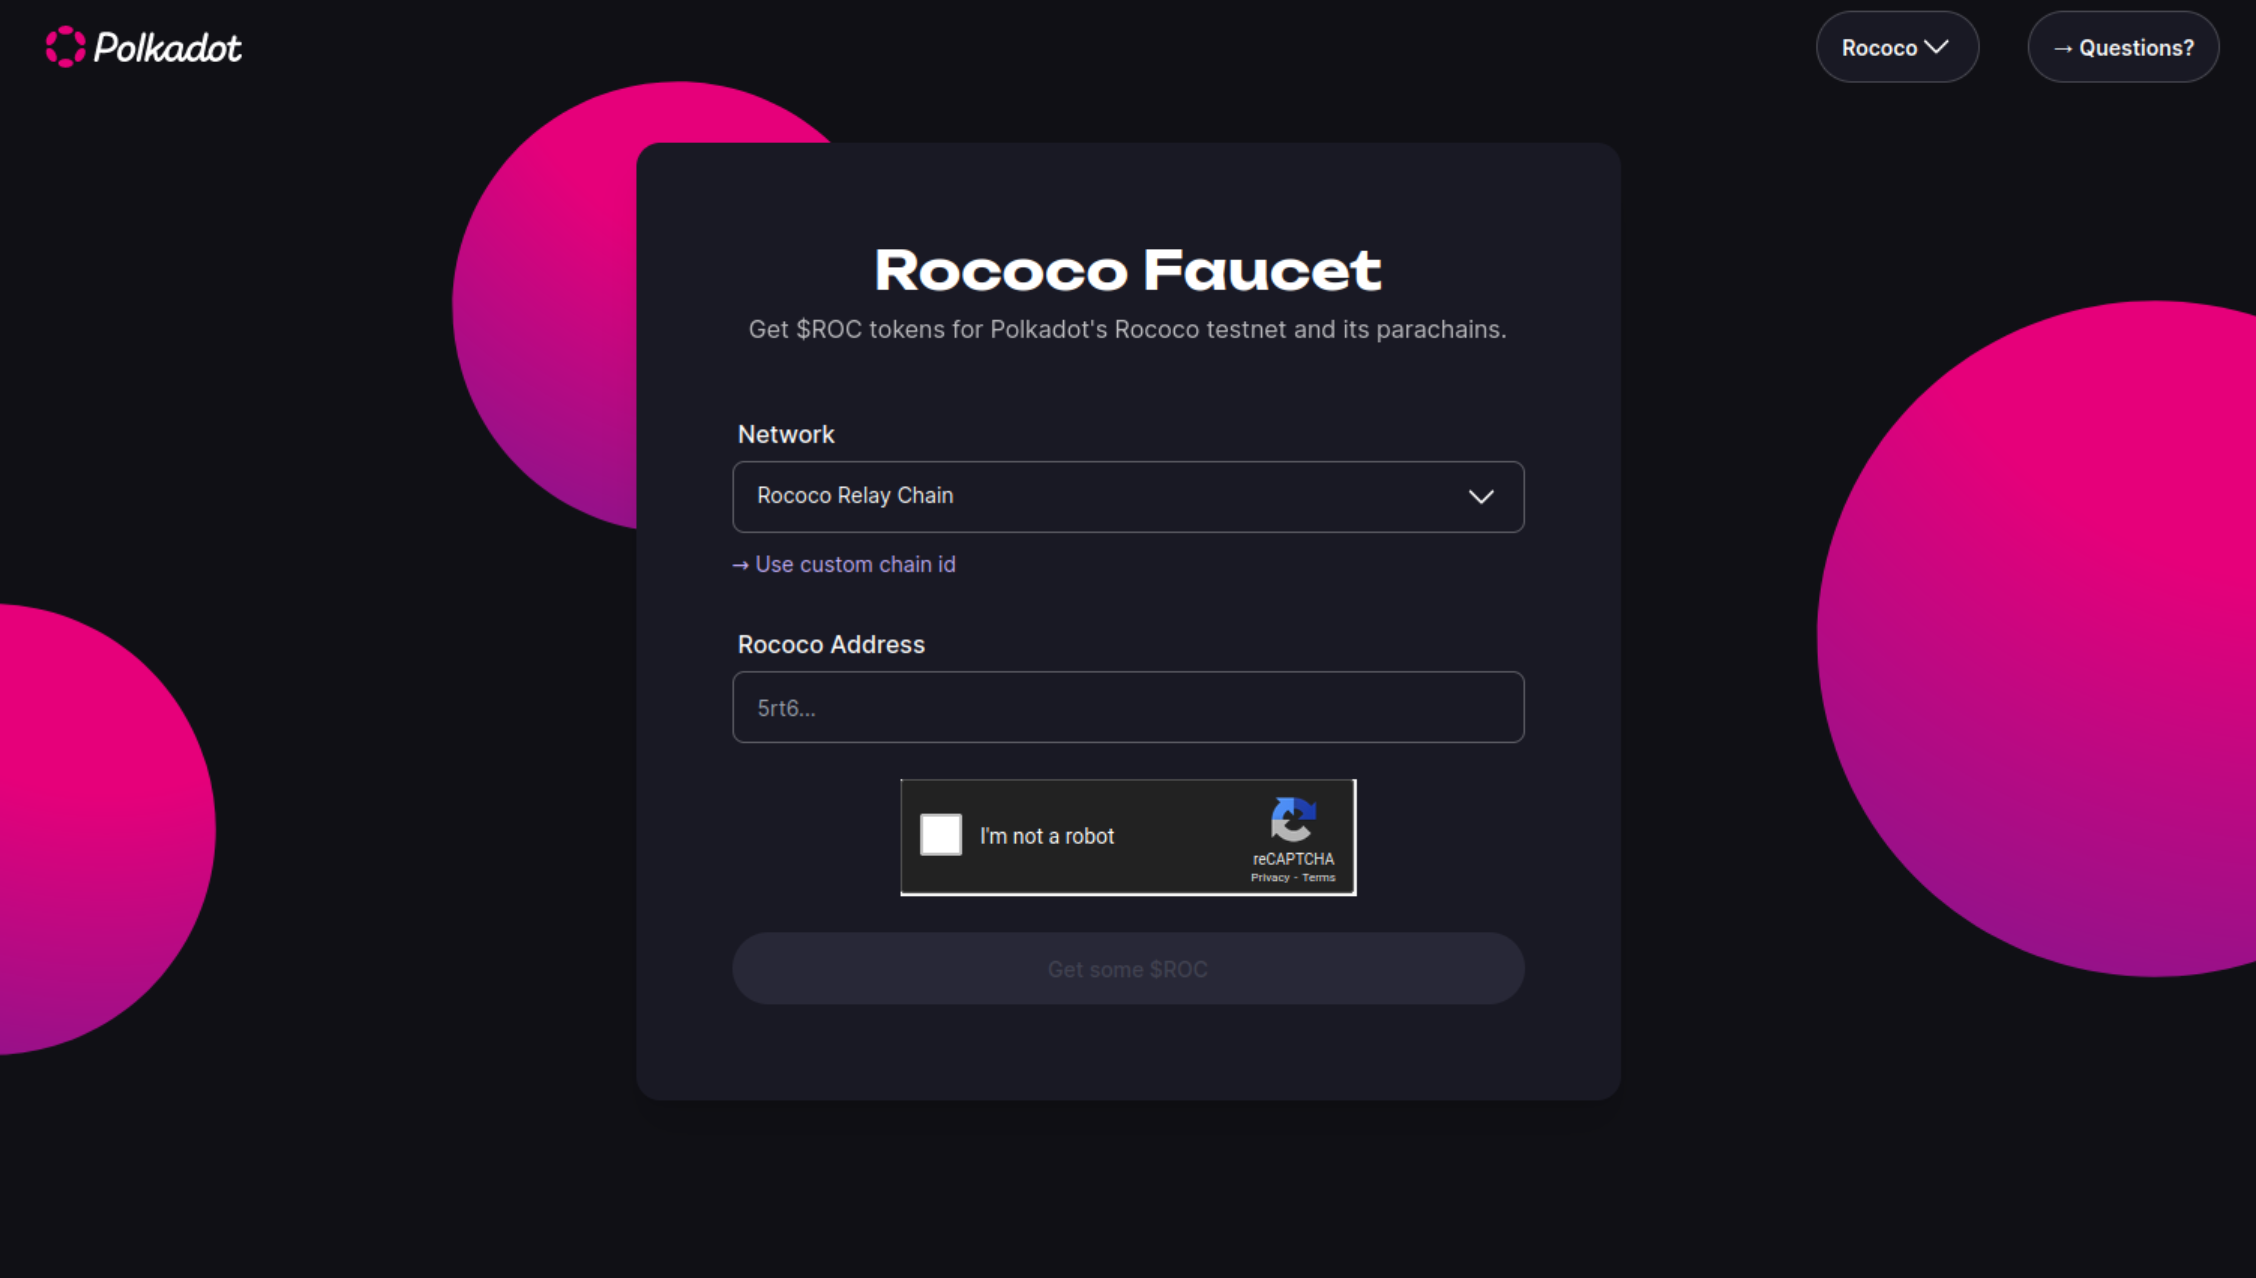 Polkadot
Rococo
→ Questions?
Rococo Faucet
Get $ROC tokens for Polkadot's Rococo testnet and its parachains.
Network
Rococo Relay Chain
→ Use custom chain id
Rococo Address
5rt6...
I'm not a robot
reCAPTCHA
Privacy - Terms
Get some $ROC